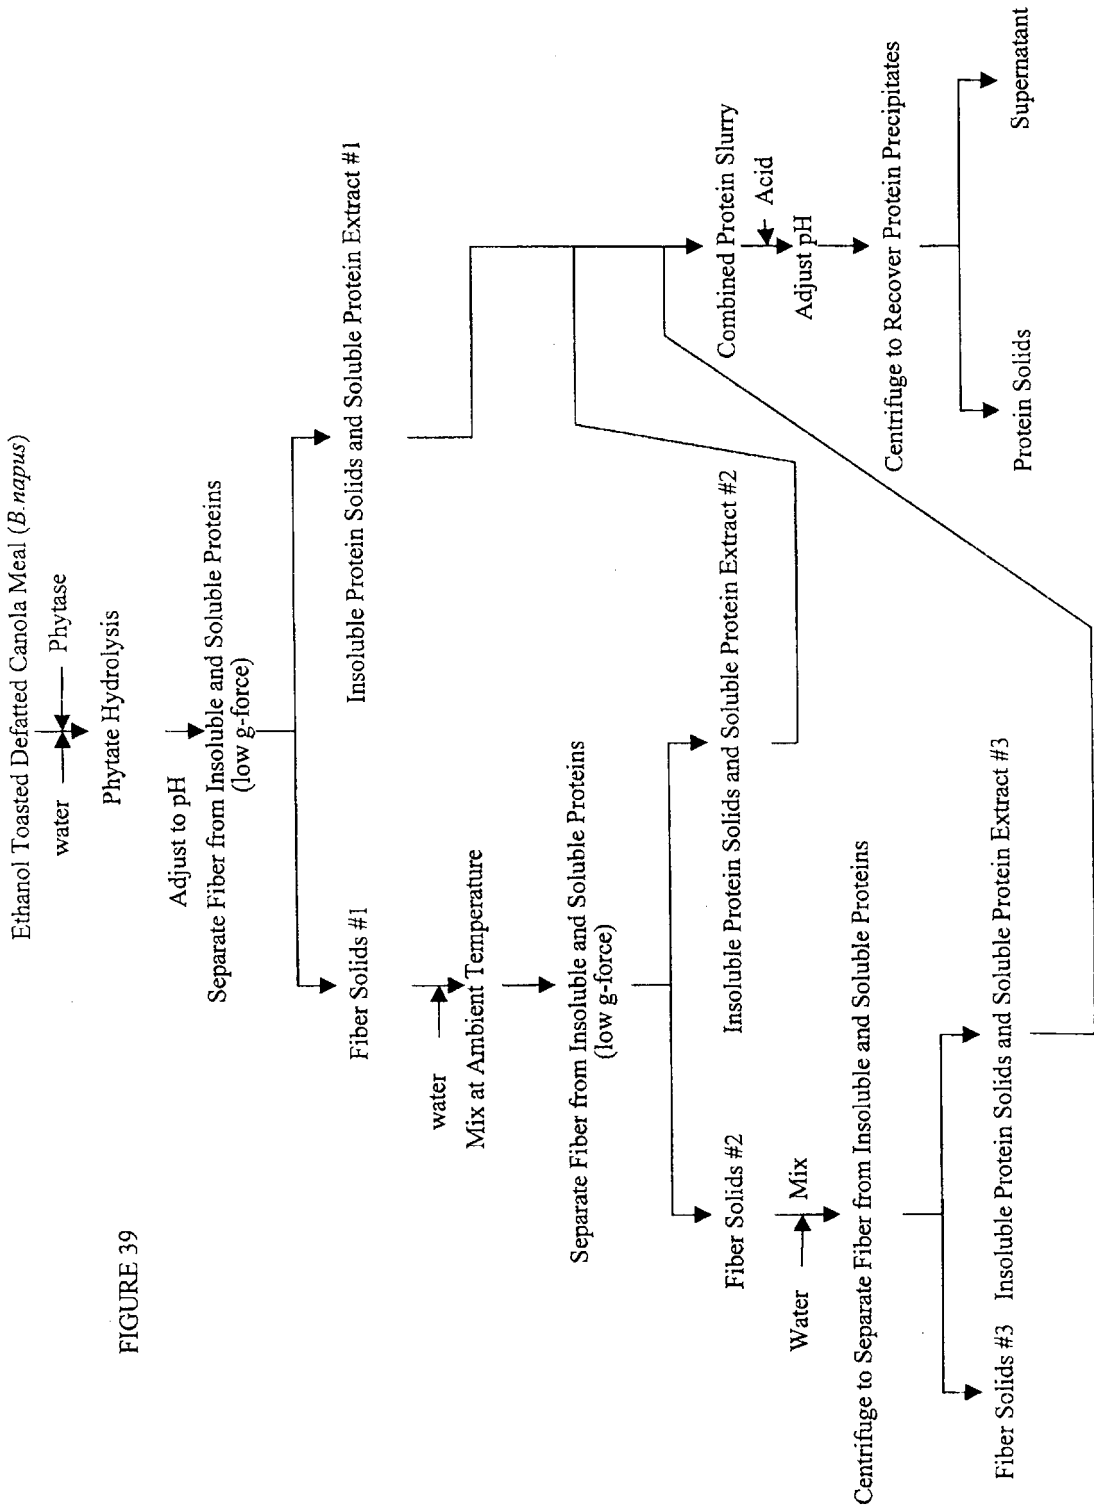 FIGURE 39
Ethanol Toasted Defatted Canola Meal (B.napus)
water
Phytase
Phytate Hydrolysis
Adjust to pH
Separate Fiber from Insoluble and Soluble Proteins
(low g-force)
Fiber Solids #1
Insoluble Protein Solids and Soluble Protein Extract #1
water
Mix at Ambient Temperature
Separate Fiber from Insoluble and Soluble Proteins
(low g-force)
Fiber Solids #2
Insoluble Protein Solids and Soluble Protein Extract #2
Water
Mix
Centrifuge to Separate Fiber from Insoluble and Soluble Proteins
Fiber Solids #3
Insoluble Protein Solids and Soluble Protein Extract #3
Combined Protein Slurry
Acid
Adjust pH
Centrifuge to Recover Protein Precipitates
Protein Solids
Supernatant